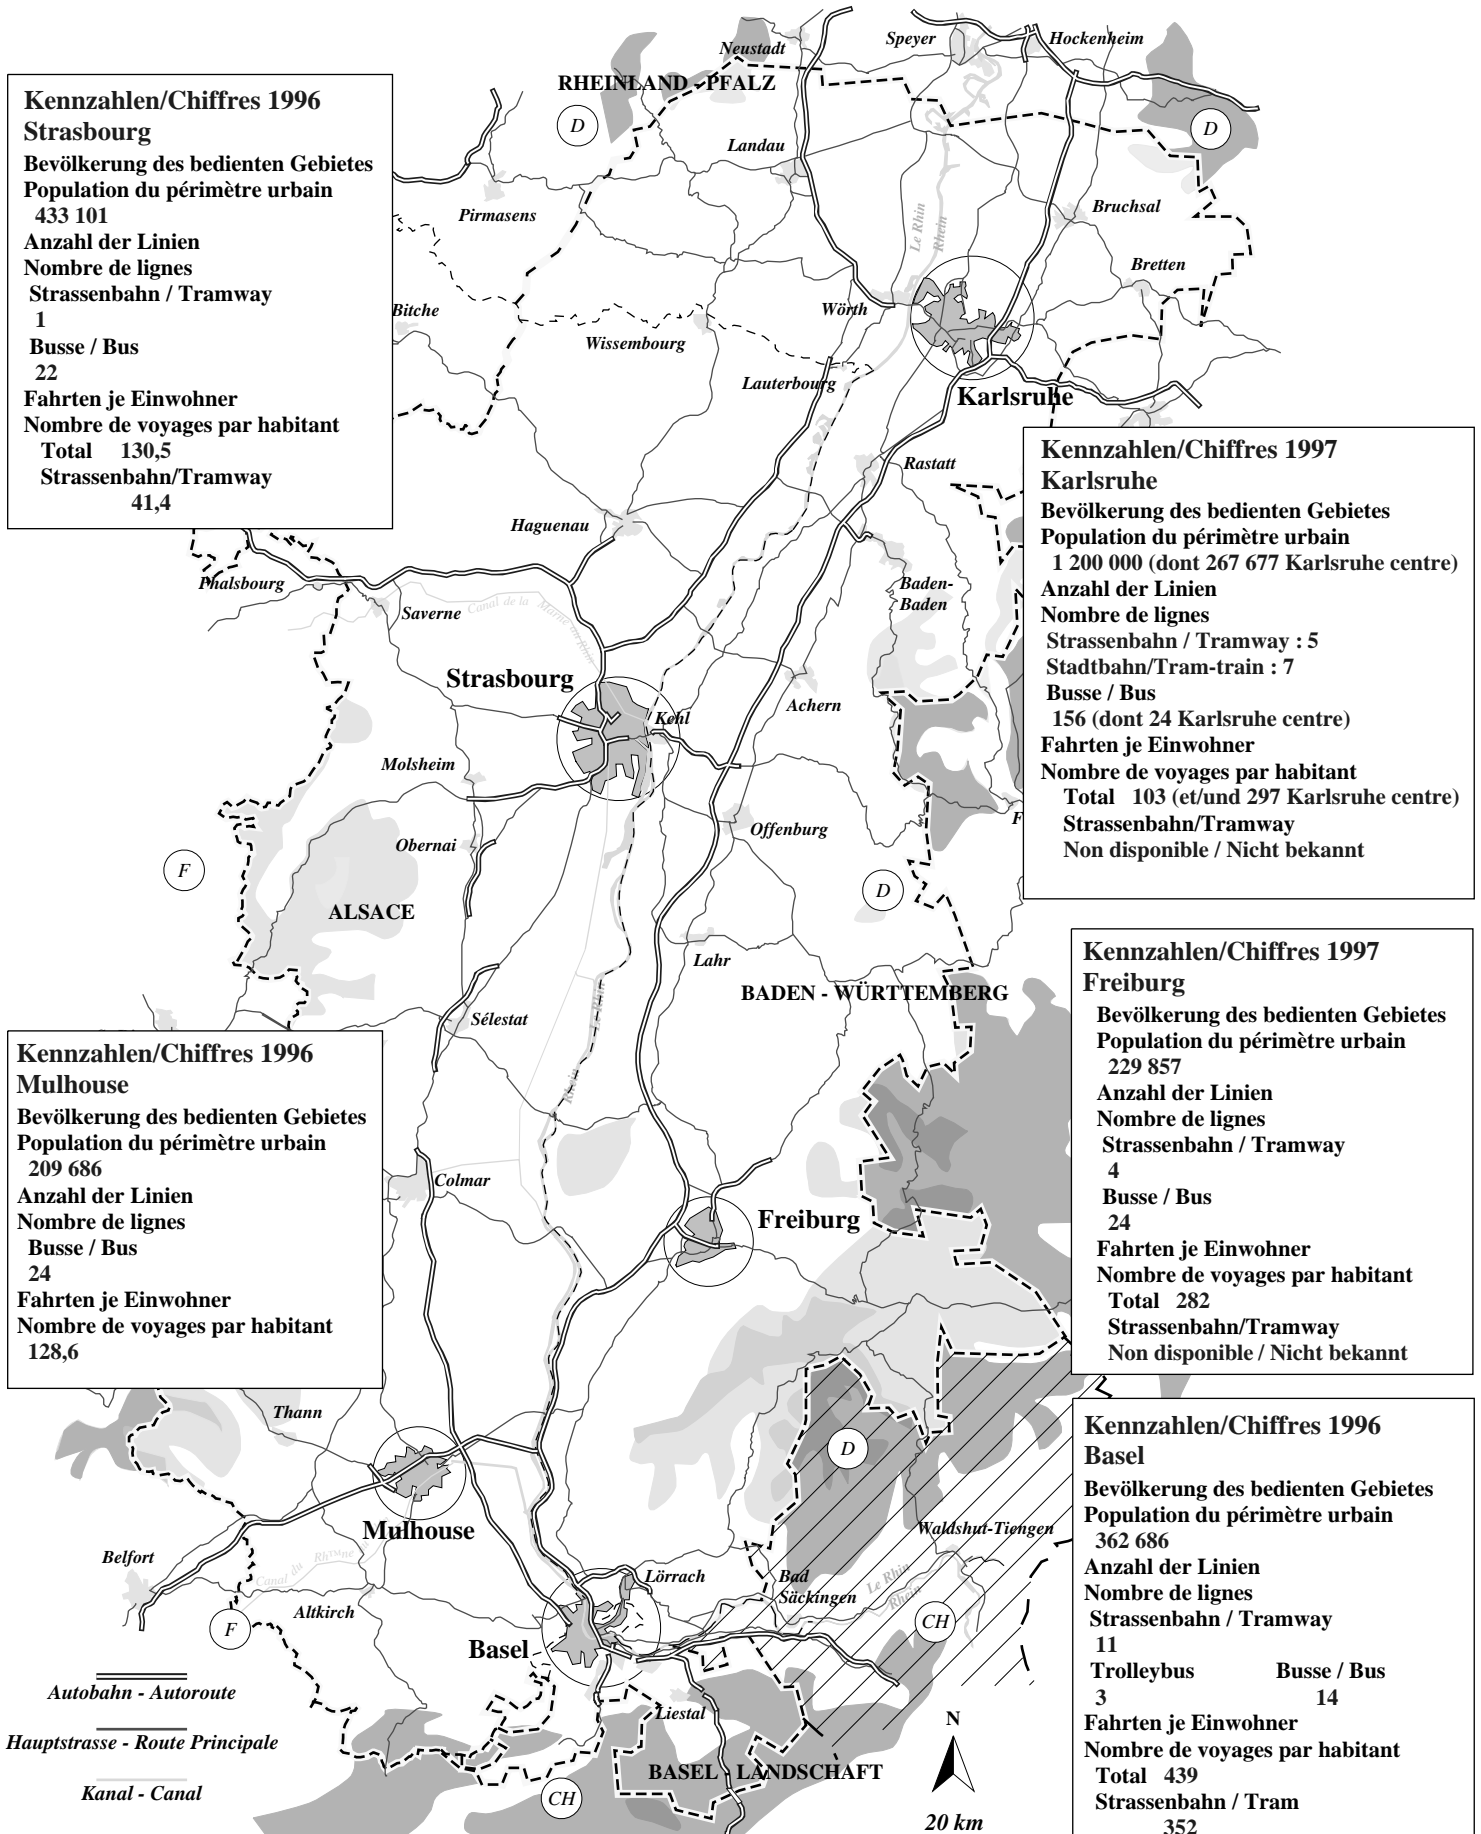 Kennzahlen/Chiffres 1996
Strasbourg
Bevölkerung des bedienten Gebietes
Population du périmètre urbain
433 101
Anzahl der Linien
Nombre de lignes
Strassenbahn / Tramway
1
Busse / Bus
22
Fahrten je Einwohner
Nombre de voyages par habitant
Total 130,5
Strassenbahn/Tramway
41,4
Kennzahlen/Chiffres 1997
Karlsruhe
Bevölkerung des bedienten Gebietes
Population du périmètre urbain
1 200 000 (dont 267 677 Karlsruhe centre)
Anzahl der Linien
Nombre de lignes
Strassenbahn / Tramway : 5
Stadtbahn/Tram-train : 7
Busse / Bus
156 (dont 24 Karlsruhe centre)
Fahrten je Einwohner
Nombre de voyages par habitant
Total 103 (et/und 297 Karlsruhe centre)
Strassenbahn/Tramway
Non disponible / Nicht bekannt
Kennzahlen/Chiffres 1997
Freiburg
Bevölkerung des bedienten Gebietes
Population du périmètre urbain
229 857
Anzahl der Linien
Nombre de lignes
Strassenbahn / Tramway
4
Busse / Bus
24
Fahrten je Einwohner
Nombre de voyages par habitant
Total 282
Strassenbahn/Tramway
Non disponible / Nicht bekannt
Kennzahlen/Chiffres 1996
Mulhouse
Bevölkerung des bedienten Gebietes
Population du périmètre urbain
209 686
Anzahl der Linien
Nombre de lignes
Busse / Bus
24
Fahrten je Einwohner
Nombre de voyages par habitant
128,6
Kennzahlen/Chiffres 1996
Basel
Bevölkerung des bedienten Gebietes
Population du périmètre urbain
362 686
Anzahl der Linien
Nombre de lignes
Strassenbahn / Tramway
11
Trolleybus Busse / Bus
3 14
Fahrten je Einwohner
Nombre de voyages par habitant
Total 439
Strassenbahn / Tram
352
Neustadt
Speyer
Hockenheim
RHEINLAND - PFALZ
D
D
Landau
Pirmasens
Le Rhin
Rhein
Bruchsal
Bretten
Bitche
Wörth
Wissembourg
Lauterbourg
Karlsruhe
Rastatt
Haguenau
Phalsbourg
Baden-
Baden
Saverne
Canal de la Marne au Rhin
Strasbourg
Kehl
Achern
Molsheim
Offenburg
F
Obernai
F
D
ALSACE
Lahr
BADEN - WÜRTTEMBERG
Le Rhin
Rhein
Sélestat
Colmar
Freiburg
Thann
D
Mulhouse
Waldshut-Tiengen
Belfort
Canal du Rh™ne
Lörrach
Bad
Säckingen
Le Rhin
Rhein
Altkirch
F
CH
Basel
Liestal
BASEL - LANDSCHAFT
CH
N
20 km
Autobahn - Autoroute
Hauptstrasse - Route Principale
Kanal - Canal